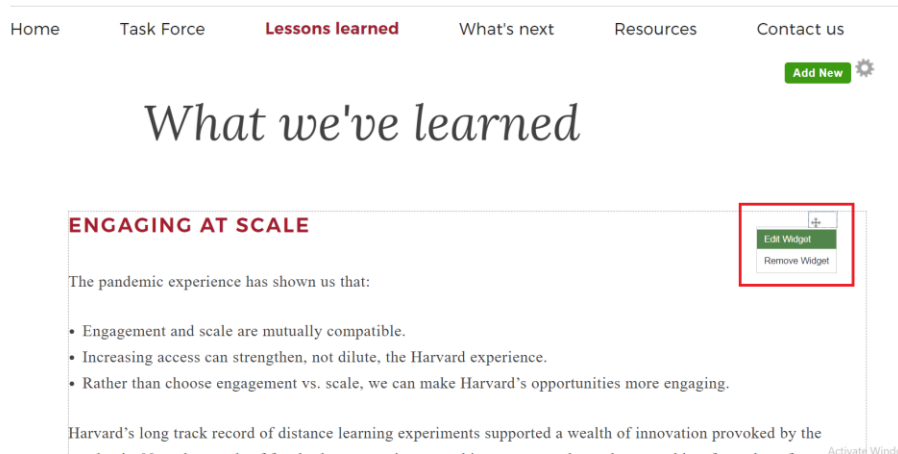 Home Task Force Lessons learned What's next Resources Contact us
Add New
What we've learned
ENGAGING AT SCALE
Edit Widget
Remove Widget
The pandemic experience has shown us that:
• Engagement and scale are mutually compatible.
• Increasing access can strengthen, not dilute, the Harvard experience.
• Rather than choose engagement vs. scale, we can make Harvard’s opportunities more engaging.
Harvard’s long track record of distance learning experiments supported a wealth of innovation provoked by the
Activate Wind